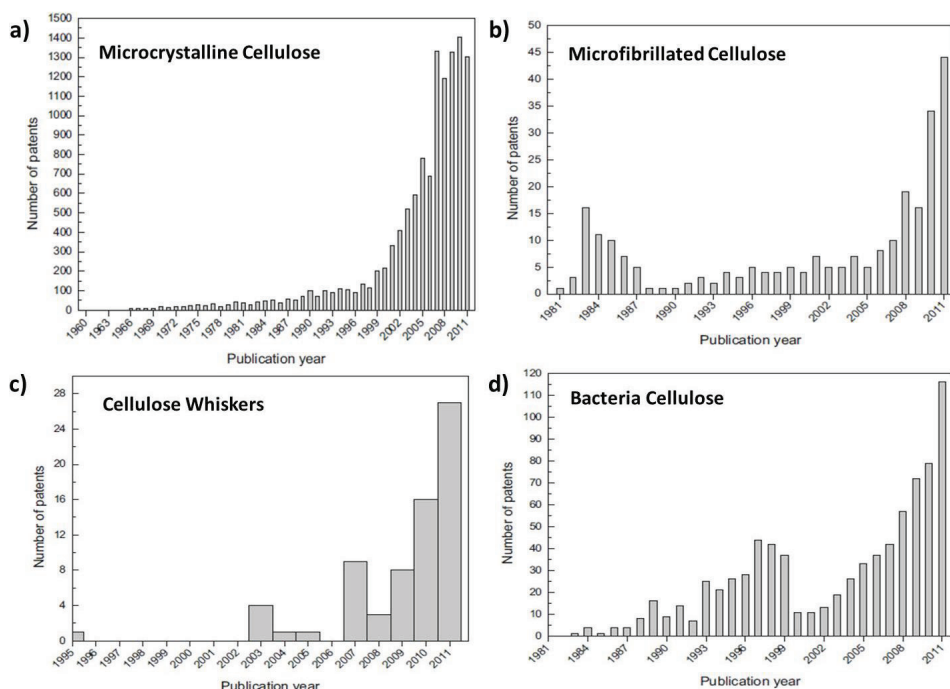 a)
Microcrystalline Cellulose
1500
1400
1300
1200
1100
1000
900
800
700
600
500
400
300
200
100
0
Number of patents
1960 1963 1966 1969 1972 1975 1978 1981 1984 1987 1990 1993 1996 1999 2002 2005 2008 2011
Publication year
b)
Microfibrillated Cellulose
50
45
40
35
30
25
20
15
10
5
0
Number of patents
1981 1984 1987 1990 1993 1996 1999 2002 2005 2008 2011
Publication year
c)
Cellulose Whiskers
28
24
20
16
12
8
4
0
Number of patents
1995 1996 1997 1998 1999 2000 2001 2002 2003 2004 2005 2006 2007 2008 2009 2010 2011
Publication year
d)
Bacteria Cellulose
120
110
100
90
80
70
60
50
40
30
20
10
0
Number of patents
1981 1984 1987 1990 1993 1996 1999 2002 2005 2008 2011
Publication year